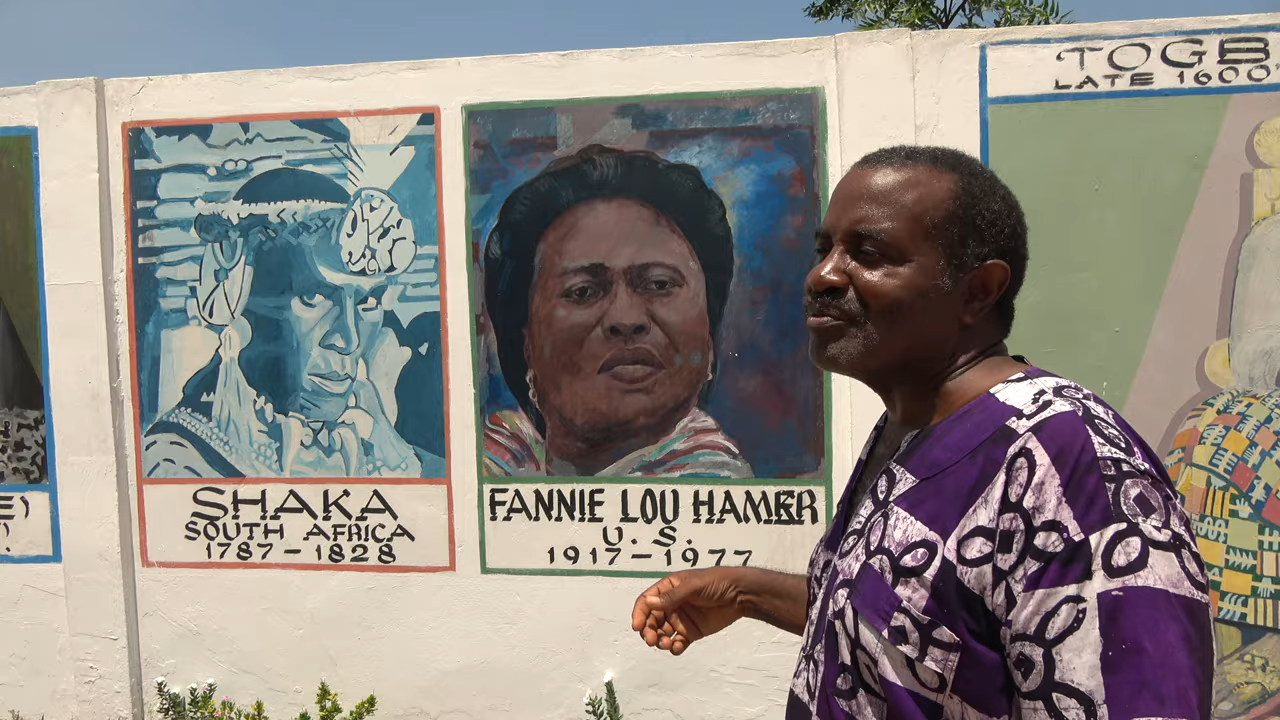 SHAKA
SOUTH AFRICA
1787-1828
FANNIE LOU HAMER
U.S.
1917-1977
TOGB
LATE 1600'
E)